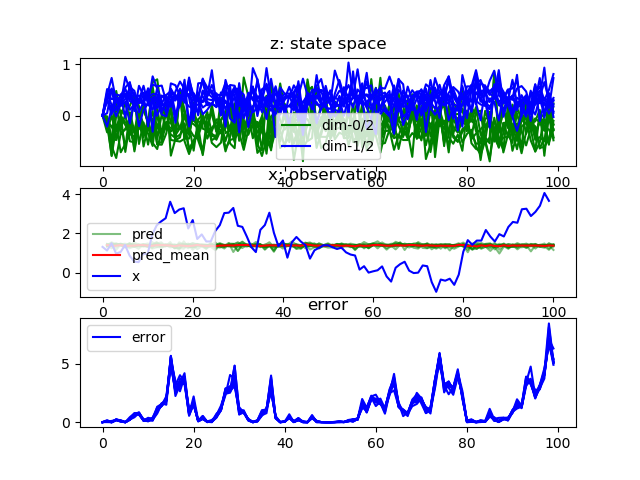 z: state space
1
0
dim-0/2
dim-1/2
0 20 40 60 80 100
x: observation
4
2
0
pred
pred_mean
x
0 20 40 60 80 100
error
5
0
error
0 20 40 60 80 100